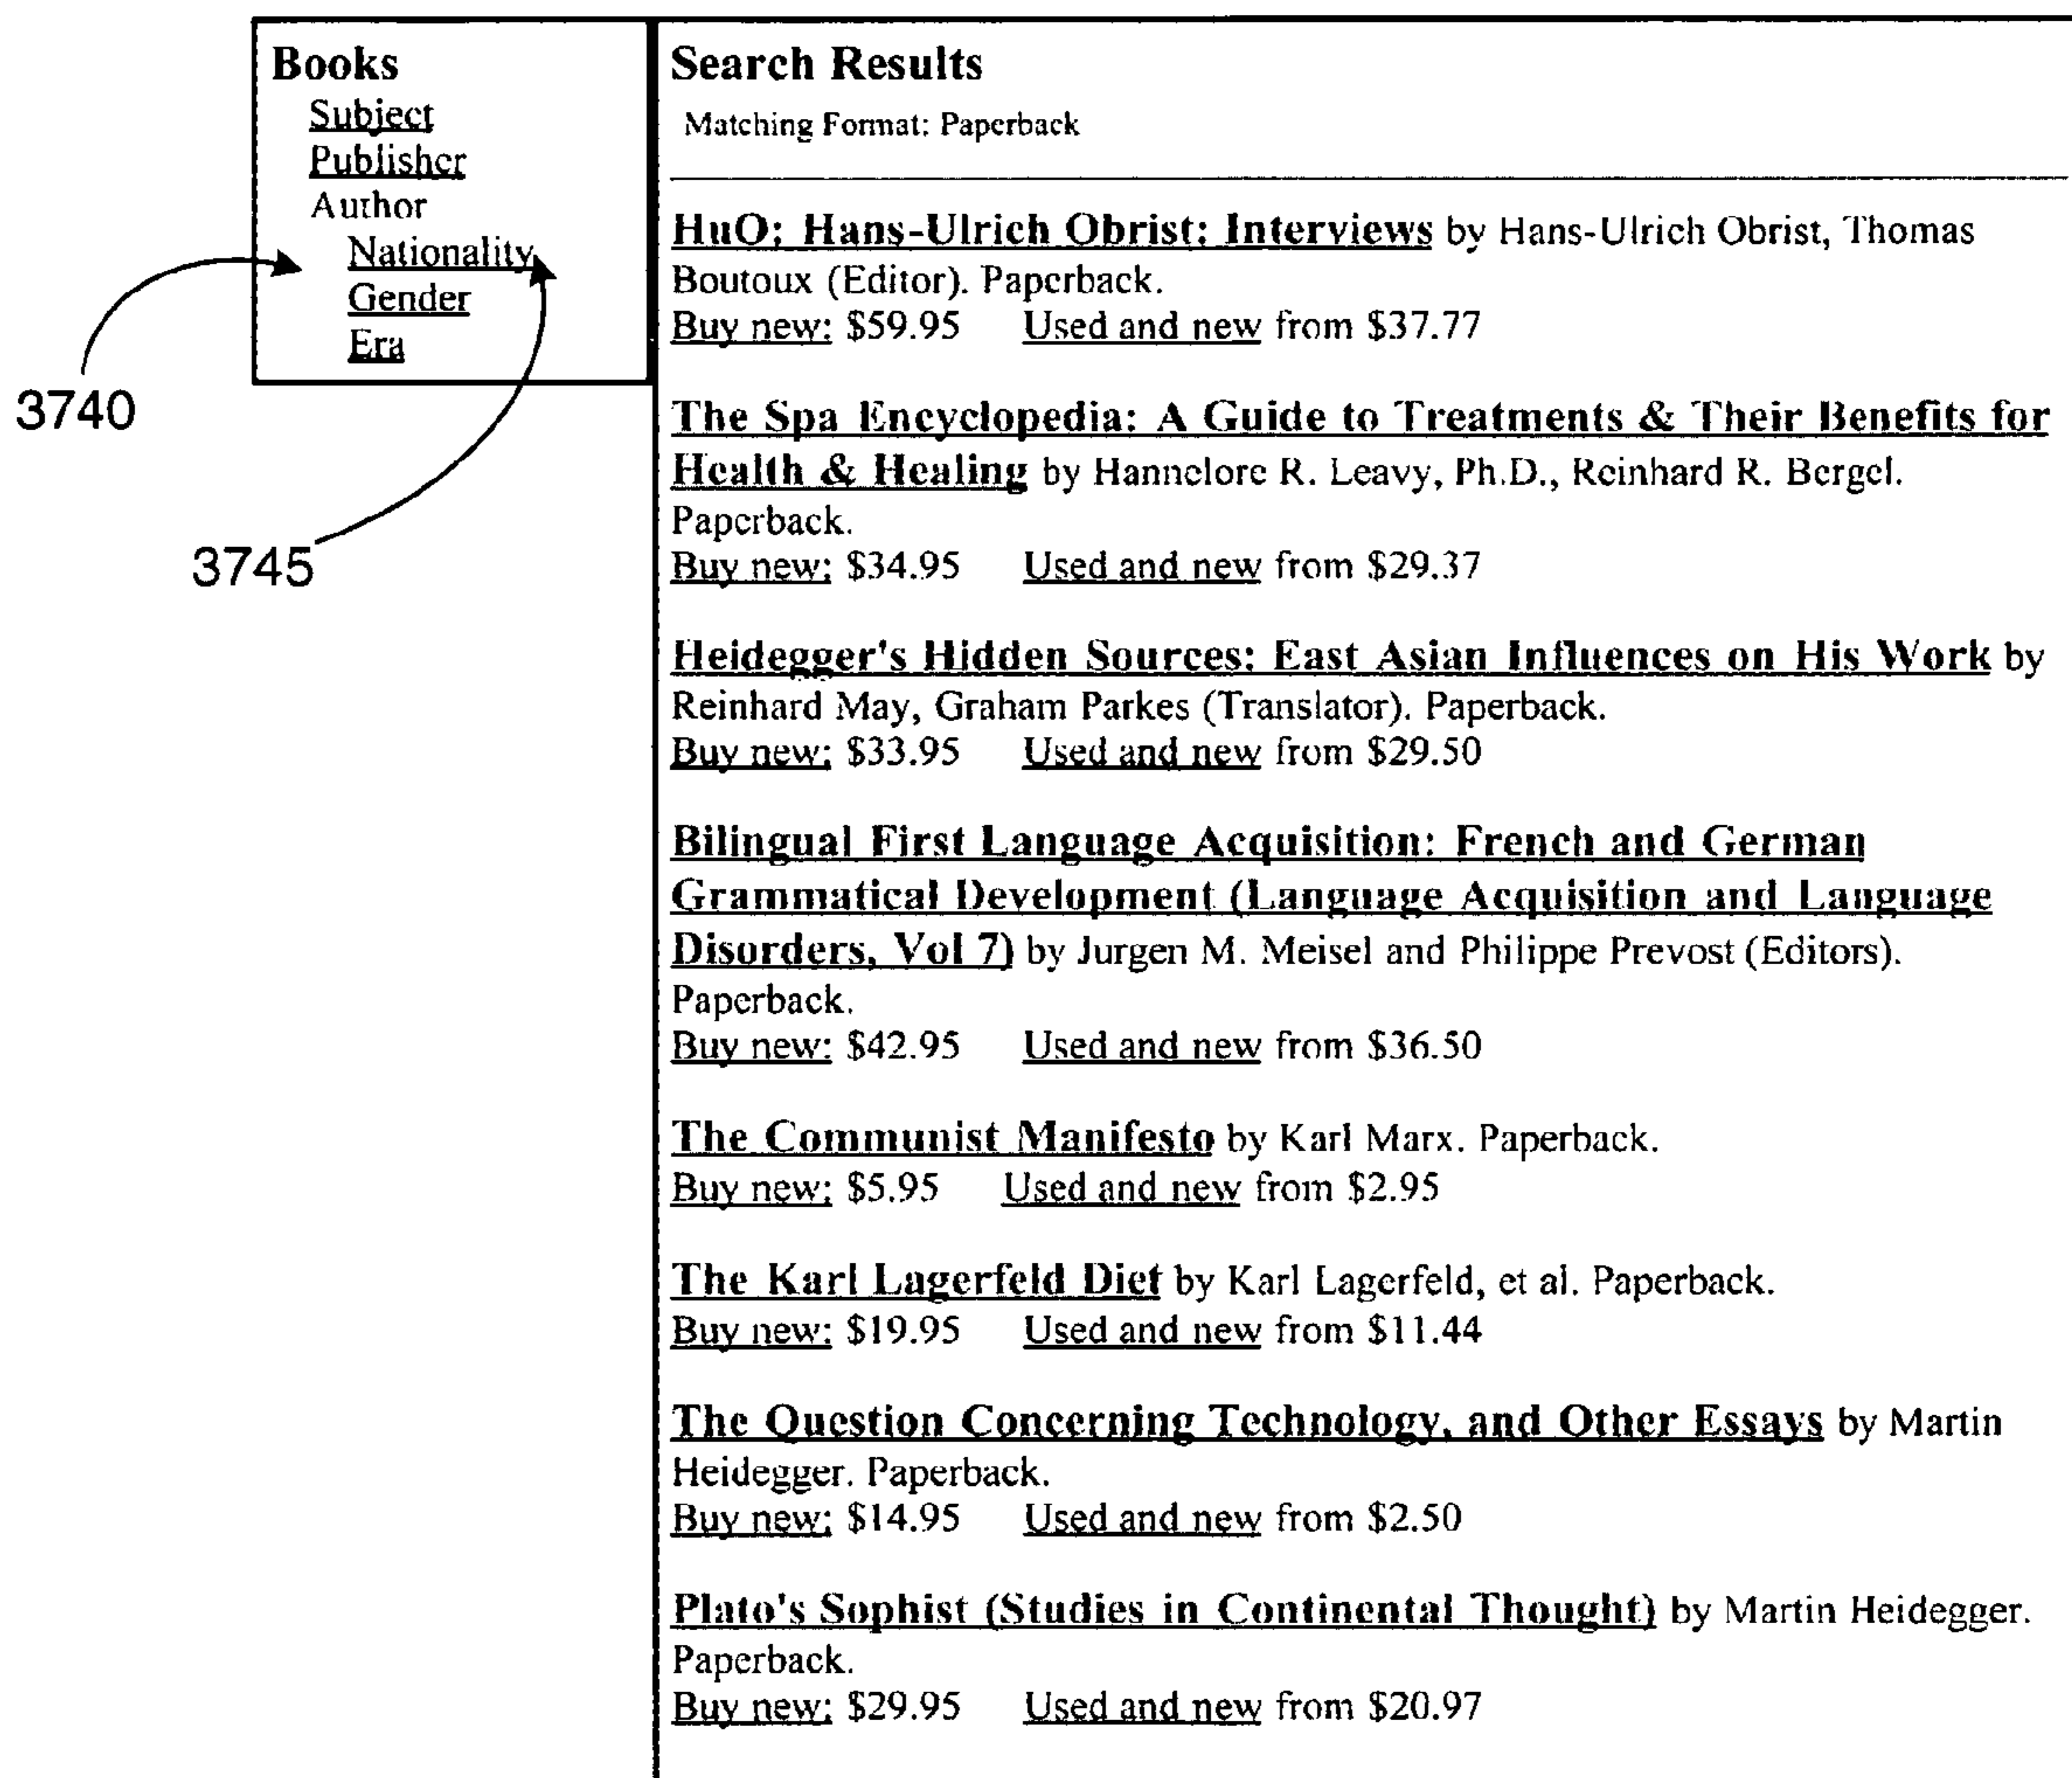 Books
Subject
Publisher
Author
Nationality
Gender
Era
3740
3745
Search Results
Matching Format: Paperback
HuO: Hans-Ulrich Obrist: Interviews by Hans-Ulrich Obrist, Thomas
Boutoux (Editor). Paperback.
Buy new: $59.95 Used and new from $37.77
The Spa Encyclopedia: A Guide to Treatments & Their Benefits for
Health & Healing by Hannelore R. Leavy, Ph.D., Reinhard R. Bergel.
Paperback.
Buy new: $34.95 Used and new from $29.37
Heidegger's Hidden Sources: East Asian Influences on His Work by
Reinhard May, Graham Parkes (Translator). Paperback.
Buy new: $33.95 Used and new from $29.50
Bilingual First Language Acquisition: French and German
Grammatical Development (Language Acquisition and Language
Disorders, Vol 7) by Jurgen M. Meisel and Philippe Prevost (Editors).
Paperback.
Buy new: $42.95 Used and new from $36.50
The Communist Manifesto by Karl Marx. Paperback.
Buy new: $5.95 Used and new from $2.95
The Karl Lagerfeld Diet by Karl Lagerfeld, et al. Paperback.
Buy new: $19.95 Used and new from $11.44
The Question Concerning Technology, and Other Essays by Martin
Heidegger. Paperback.
Buy new: $14.95 Used and new from $2.50
Plato's Sophist (Studies in Continental Thought) by Martin Heidegger.
Paperback.
Buy new: $29.95 Used and new from $20.97